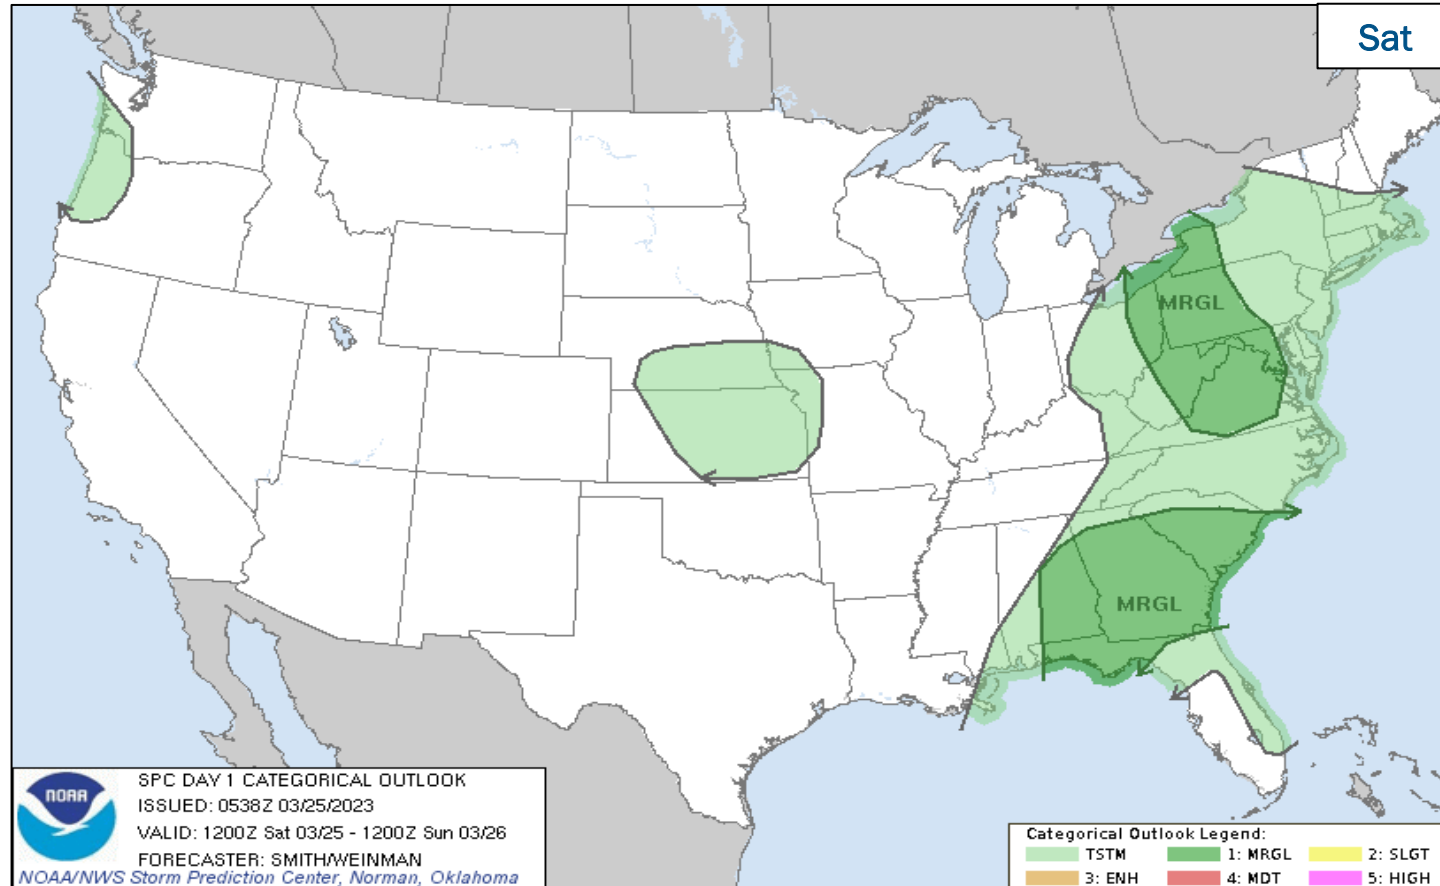 Sat
MRGL
MRGL
NOAA
SPC DAY 1 CATEGORICAL OUTLOOK
ISSUED: 0538Z 03/25/2023
VALID: 1200Z Sat 03/25 - 1200Z Sun 03/26
FORECASTER: SMITH/WEINMAN
NOAA/NWS Storm Prediction Center, Norman, Oklahoma
Categorical Outlook Legend:
TSTM 1: MRGL 2: SLGT
3: ENH 4: MDT 5: HIGH